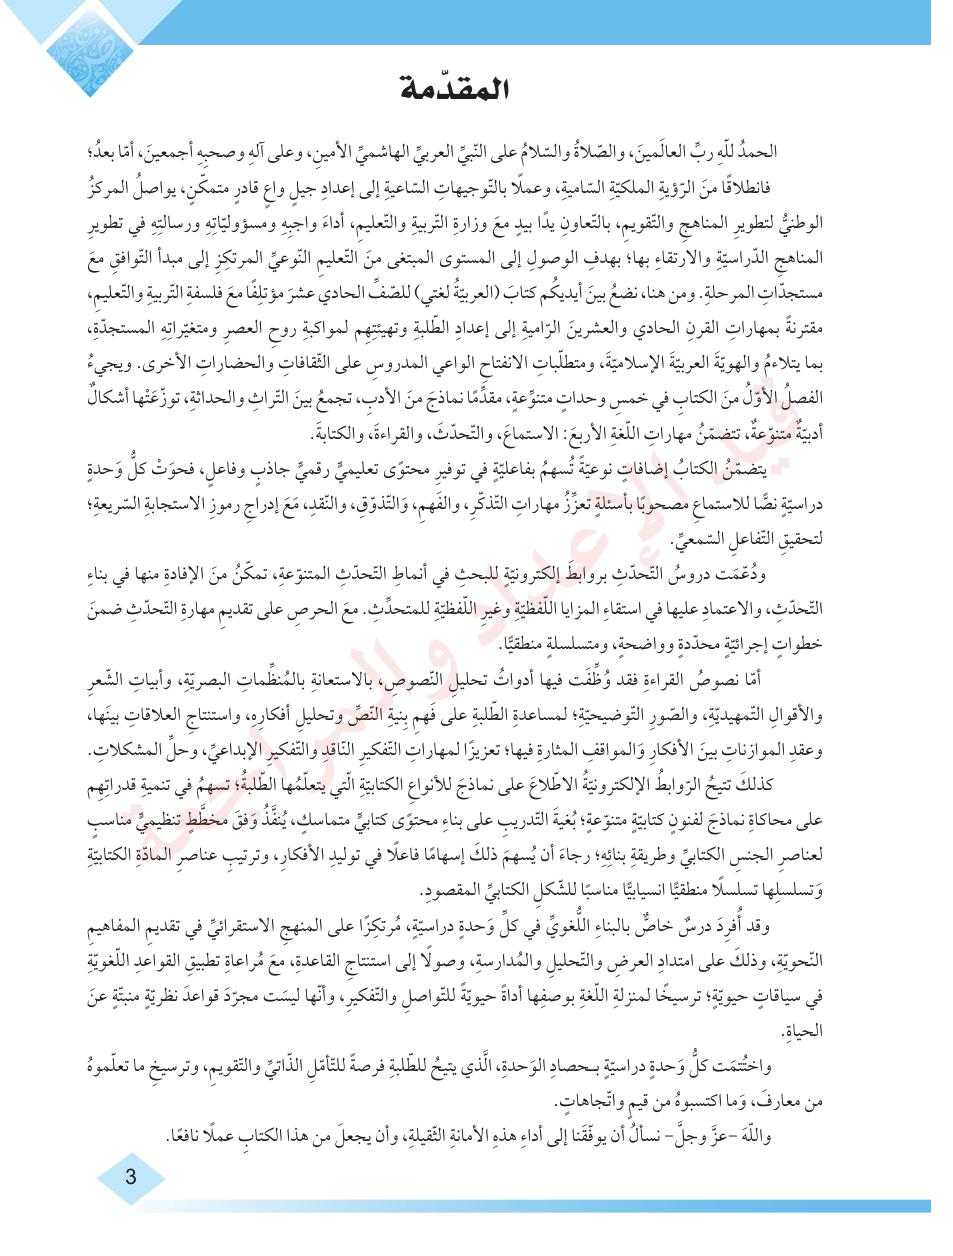 المقدّمة
الحمدُ للّهِ ربِّ العالَمينَ، والصّلاةُ والسّلامُ على النّبيِّ العربيِّ الهاشميِّ الأمينِ، وعلى آلهِ وصحبِهِ أجمعينَ، أمّا بعدُ؛
فانطلاقًا منَ الرّؤيةِ الملكيّةِ السّاميةِ، وعملًا بالتّوجيهاتِ السّاعيةِ إلى إعدادِ جيلٍ واعٍ قادرٍ متمكّنٍ، يواصلُ المركزُ
الوطنيُّ لتطويرِ المناهجِ والتّقويمِ، بالتّعاونِ يدًا بيدٍ معَ وزارةِ التّربيةِ والتّعليمِ، أداءَ واجبِهِ ومسؤوليّاتِهِ ورسالتِهِ في تطويرِ
المناهجِ الدّراسيّةِ والارتقاءِ بها؛ بهدفِ الوصولِ إلى المستوى المبتغى منَ التّعليمِ النّوعيِّ المرتكِزِ إلى مبدأ التّوافقِ معَ
مستجدّاتِ المرحلةِ. ومن هنا، نضعُ بينَ أيديكُم كتابَ (العربيّةُ لغتي) للصّفِّ الحادي عشرَ مؤتلِفًا معَ فلسفةِ التّربيةِ والتّعليمِ،
مقترنةً بمهاراتِ القرنِ الحادي والعشرينَ الرّاميةِ إلى إعدادِ الطّلبةِ وتهيئتِهِم لمواكبةِ روحِ العصرِ ومتغيّراتِهِ المستجدّةِ،
بما يتلاءمُ والهويّةَ العربيّةَ الإسلاميّةَ، ومتطلّباتِ الانفتاحِ الواعي المدروسِ على الثّقافاتِ والحضاراتِ الأخرى. ويجيءُ
الفصلُ الأوّلُ منَ الكتابِ في خمسِ وحداتٍ متنوّعةٍ، مقدِّمًا نماذجَ منَ الأدبِ، تجمعُ بينَ التّراثِ والحداثةِ، توزّعَتْها أشكالٌ
أدبيّةٌ متنوّعةٌ، تتضمّنُ مهاراتِ اللّغةِ الأربعَ: الاستماعَ، والتّحدّثَ، والقراءةَ، والكتابةَ.
يتضمّنُ الكتابُ إضافاتٍ نوعيّةً تُسهمُ بفاعليّةٍ في توفيرِ محتوًى تعليميٍّ رقميٍّ جاذبٍ وفاعلٍ، فحوَتْ كلُّ وَحدةٍ
دراسيّةٍ نصًّا للاستماعِ مصحوبًا بأسئلةٍ تعزِّزُ مهاراتِ التذكّرِ، والفهمِ، وَالتّذوّقِ، والنّقدِ، مَعَ إدراجِ رموزِ الاستجابةِ السّريعةِ؛
لتحقيقِ التّفاعلِ السّمعيِّ.
ودُعّمَت دروسُ التّحدّثِ بروابطَ إلكترونيّةٍ للبحثِ في أنماطِ التّحدّثِ المتنوّعةِ، تمكّنُ منَ الإفادةِ منها في بناءِ
التّحدّثِ، والاعتمادِ عليها في استقاءِ المزايا اللّفظيّةِ وغيرِ اللّفظيّةِ للمتحدِّثِ. معَ الحرصِ على تقديمِ مهارةِ التّحدّثِ ضمنَ
خطواتٍ إجرائيّةٍ محدّدةٍ وواضحةٍ، ومتسلسلةٍ منطقيًّا.
أمّا نصوصُ القراءةِ فقد وُظِّفَت فيها أدواتُ تحليلِ النّصوصِ، بالاستعانةِ بالمُنظِّماتِ البصريّةِ، وأبياتِ الشّعرِ
والأقوالِ التّمهيديّةِ، والصّورِ التّوضيحيّةِ؛ لمساعدةِ الطّلبةِ على فَهمِ بِنيةِ النّصِّ وتحليلِ أفكارِهِ، واستنتاجِ العلاقاتِ بينَها،
وعقدِ الموازناتِ بينَ الأفكارِ وَالمواقفِ المثارةِ فيها؛ تعزيزًا لمهاراتِ التّفكيرِ النّاقدِ والتّفكيرِ الإبداعيِّ، وحلِّ المشكلاتِ.
كذلكَ تتيحُ الرّوابطُ الإلكترونيّةُ الاطّلاعَ على نماذجَ للأنواعِ الكتابيّةِ الّتي يتعلّمُها الطّلبةُ؛ تسهمُ في تنميةِ قدراتِهِم
على محاكاةِ نماذجَ لفنونٍ كتابيّةٍ متنوّعةٍ؛ بُغيةَ التّدريبِ على بناءِ محتوًى كتابيٍّ متماسكٍ، يُنفَّذُ وَفقَ مخطَّطٍ تنظيميٍّ مناسبٍ
لعناصرِ الجنسِ الكتابيِّ وطريقةِ بنائِهِ؛ رجاءَ أن يُسهمَ ذلكَ إسهامًا فاعلًا في توليدِ الأفكارِ، وترتيبِ عناصرِ المادّةِ الكتابيّةِ
وَتسلسلِها تسلسلًا منطقيًّا انسيابيًّا مناسبًا للشّكلِ الكتابيِّ المقصودِ.
وقد أُفرِدَ درسٌ خاصٌّ بالبناءِ اللُّغويِّ في كلِّ وَحدةٍ دراسيّةٍ، مُرتكِزًا على المنهجِ الاستقرائيِّ في تقديمِ المفاهيمِ
النّحويّةِ، وذلكَ على امتدادِ العرضِ والتّحليلِ والمُدارسةِ، وصولًا إلى استنتاجِ القاعدةِ، معَ مُراعاةِ تطبيقِ القواعدِ اللّغويّةِ
في سياقاتٍ حيويّةٍ؛ ترسيخًا لمنزلةِ اللّغةِ بوصفِها أداةً حيويّةً للتّواصلِ والتّفكيرِ، وأنّها ليسَت مجرّدَ قواعدَ نظريّةٍ منبتّةٍ عنَ
الحياةِ.
واختُتمَت كلُّ وَحدةٍ دراسيّةٍ بـحصادِ الوَحدةِ، الَّذي يتيحُ للطّلبةِ فرصةً للتّأمّلِ الذّاتيِّ والتّقويمِ، وترسيخِ ما تعلّموهُ
من معارفَ، وَما اكتسبوهُ من قيمٍ واتّجاهاتٍ.
واللّهَ -عزَّ وجلَّ- نسألُ أن يوفّقَنا إلى أداءِ هذهِ الأمانةِ الثّقيلةِ، وأن يجعلَ من هذا الكتابِ عملًا نافعًا.
قيد الإعداد والمراجعة
3